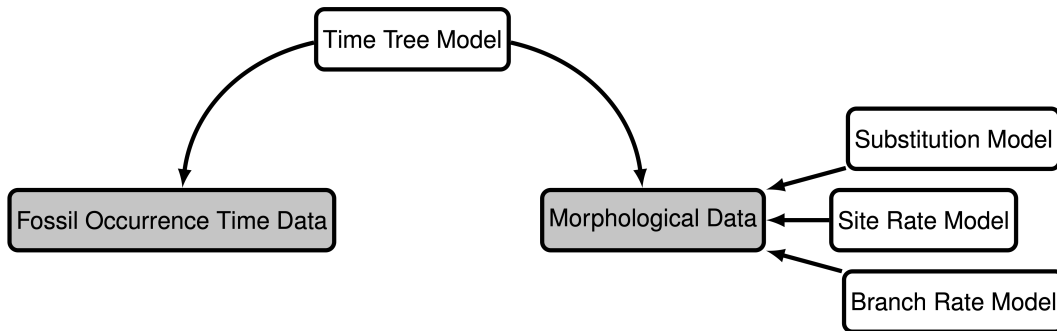 Time Tree Model
Substitution Model
Fossil Occurrence Time Data
Morphological Data
Site Rate Model
Branch Rate Model